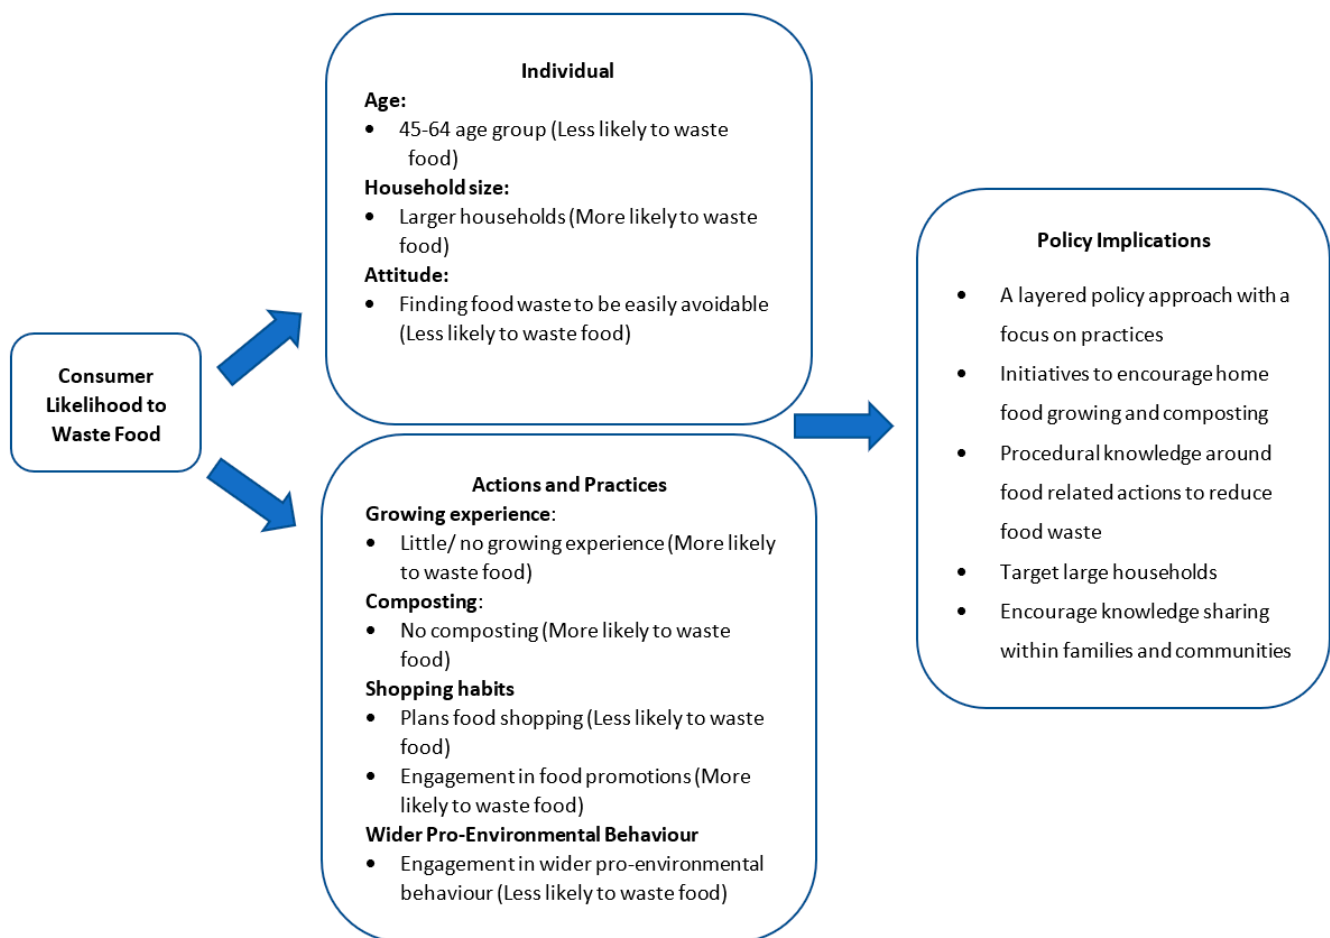 Consumer
Likelihood to
Waste Food
Individual
Age:
• 45-64 age group (Less likely to waste
food)
Household size:
• Larger households (More likely to waste
food)
Attitude:
• Finding food waste to be easily avoidable
(Less likely to waste food)
Actions and Practices
Growing experience:
• Little/ no growing experience (More likely
to waste food)
Composting:
• No composting (More likely to waste
food)
Shopping habits
• Plans food shopping (Less likely to waste
food)
• Engagement in food promotions (More
likely to waste food)
Wider Pro-Environmental Behaviour
• Engagement in wider pro-environmental
behaviour (Less likely to waste food)
Policy Implications
• A layered policy approach with a
focus on practices
• Initiatives to encourage home
food growing and composting
• Procedural knowledge around
food related actions to reduce
food waste
• Target large households
• Encourage knowledge sharing
within families and communities